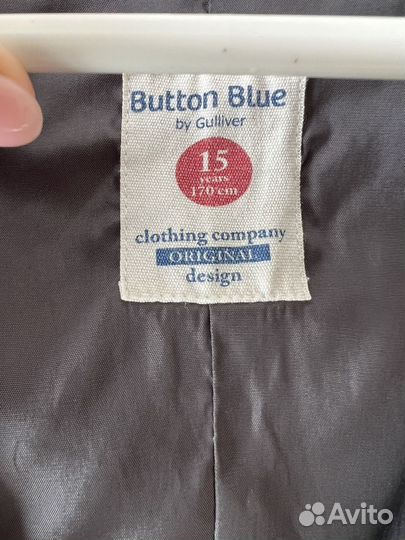 Button Blue
by Gulliver
15
years
170 cm
clothing company
ORIGINAL
design
Avito